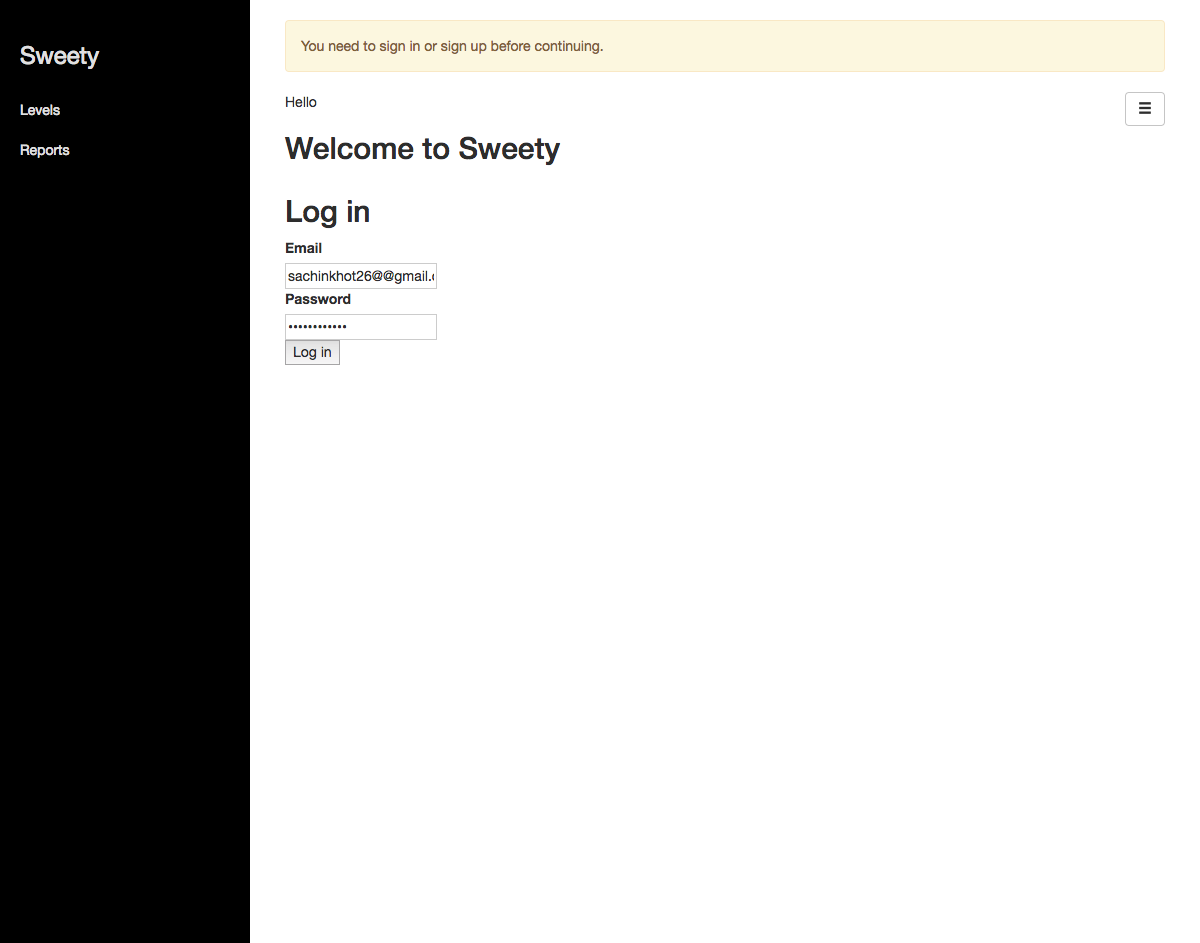 Sweety
Levels
Reports
You need to sign in or sign up before continuing.
Hello
Welcome to Sweety
Log in
Email
sachinkhot26@@gmail.
Password
••••••••••••
Log in